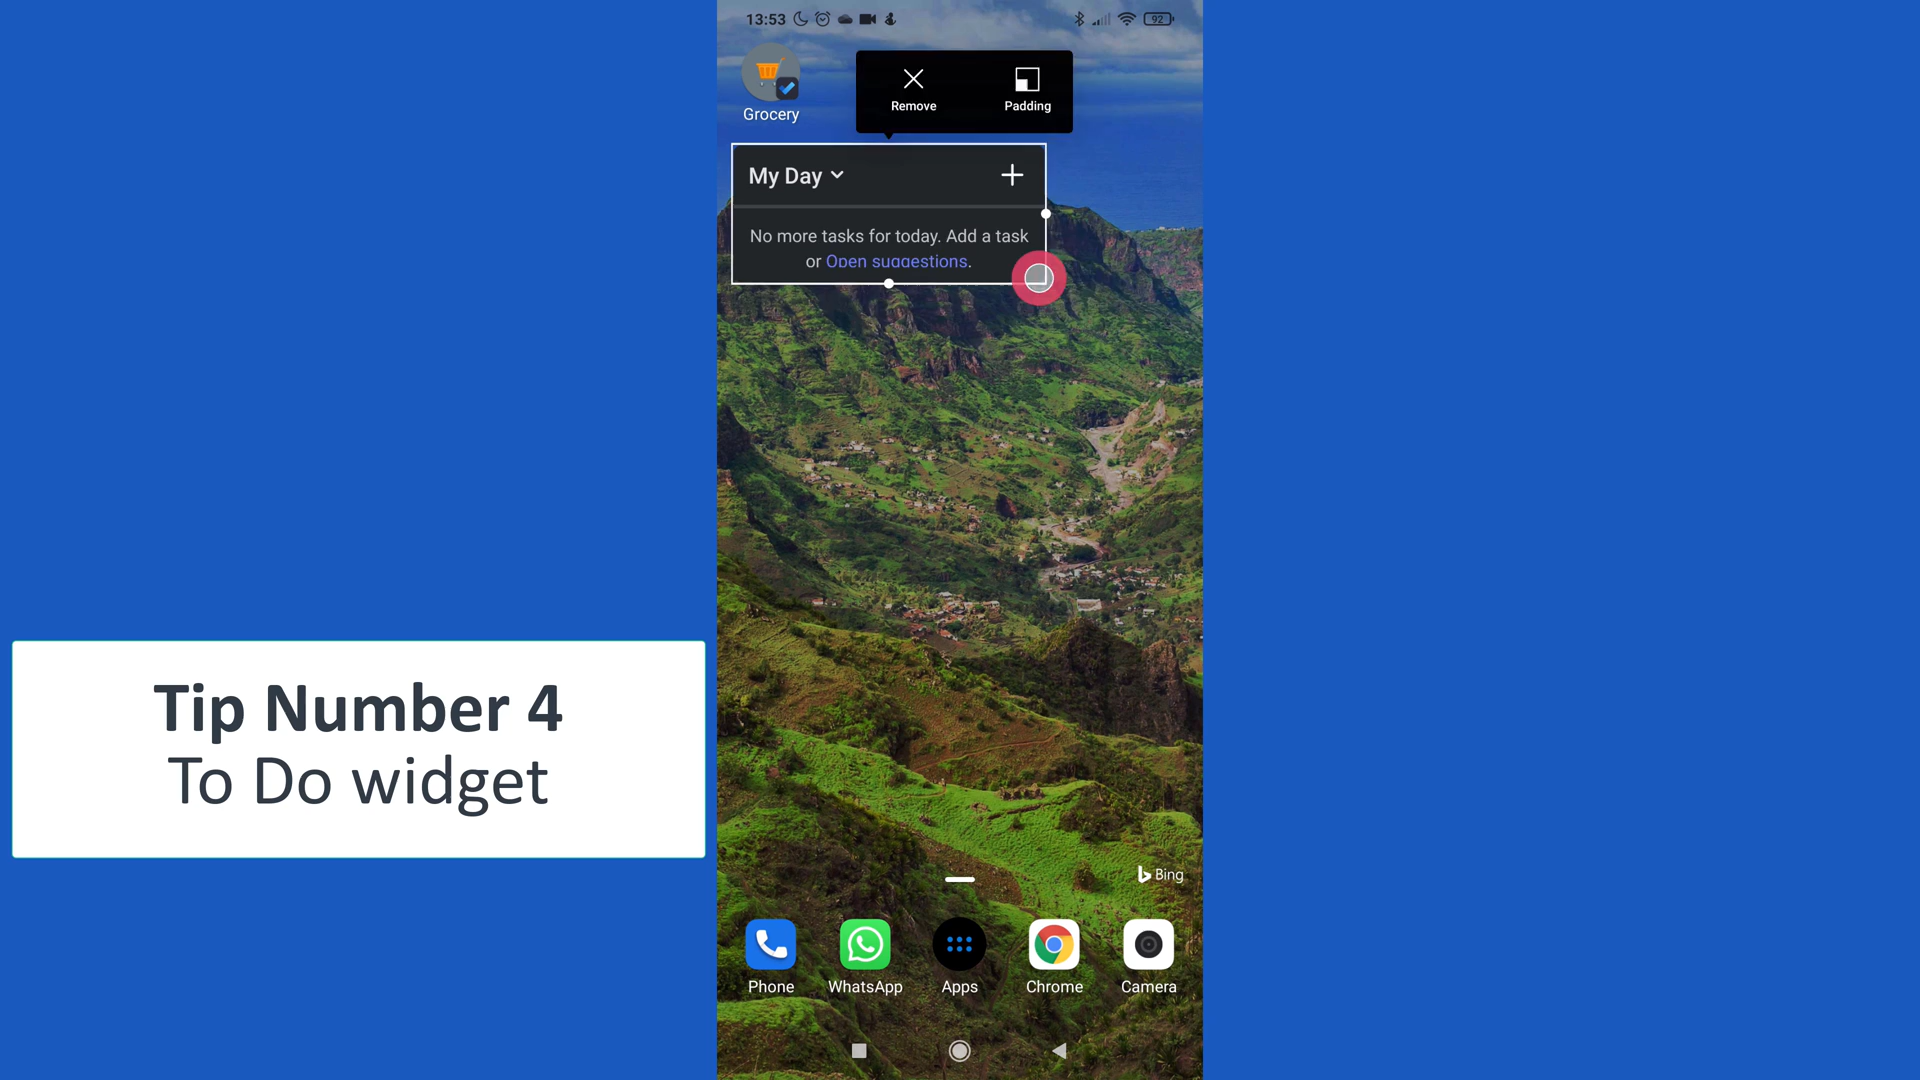 13:53
92
Grocery
Remove
Padding
My Day
No more tasks for today. Add a task
or Open suggestions.
Tip Number 4
To Do widget
Bing
Phone
WhatsApp
Apps
Chrome
Camera